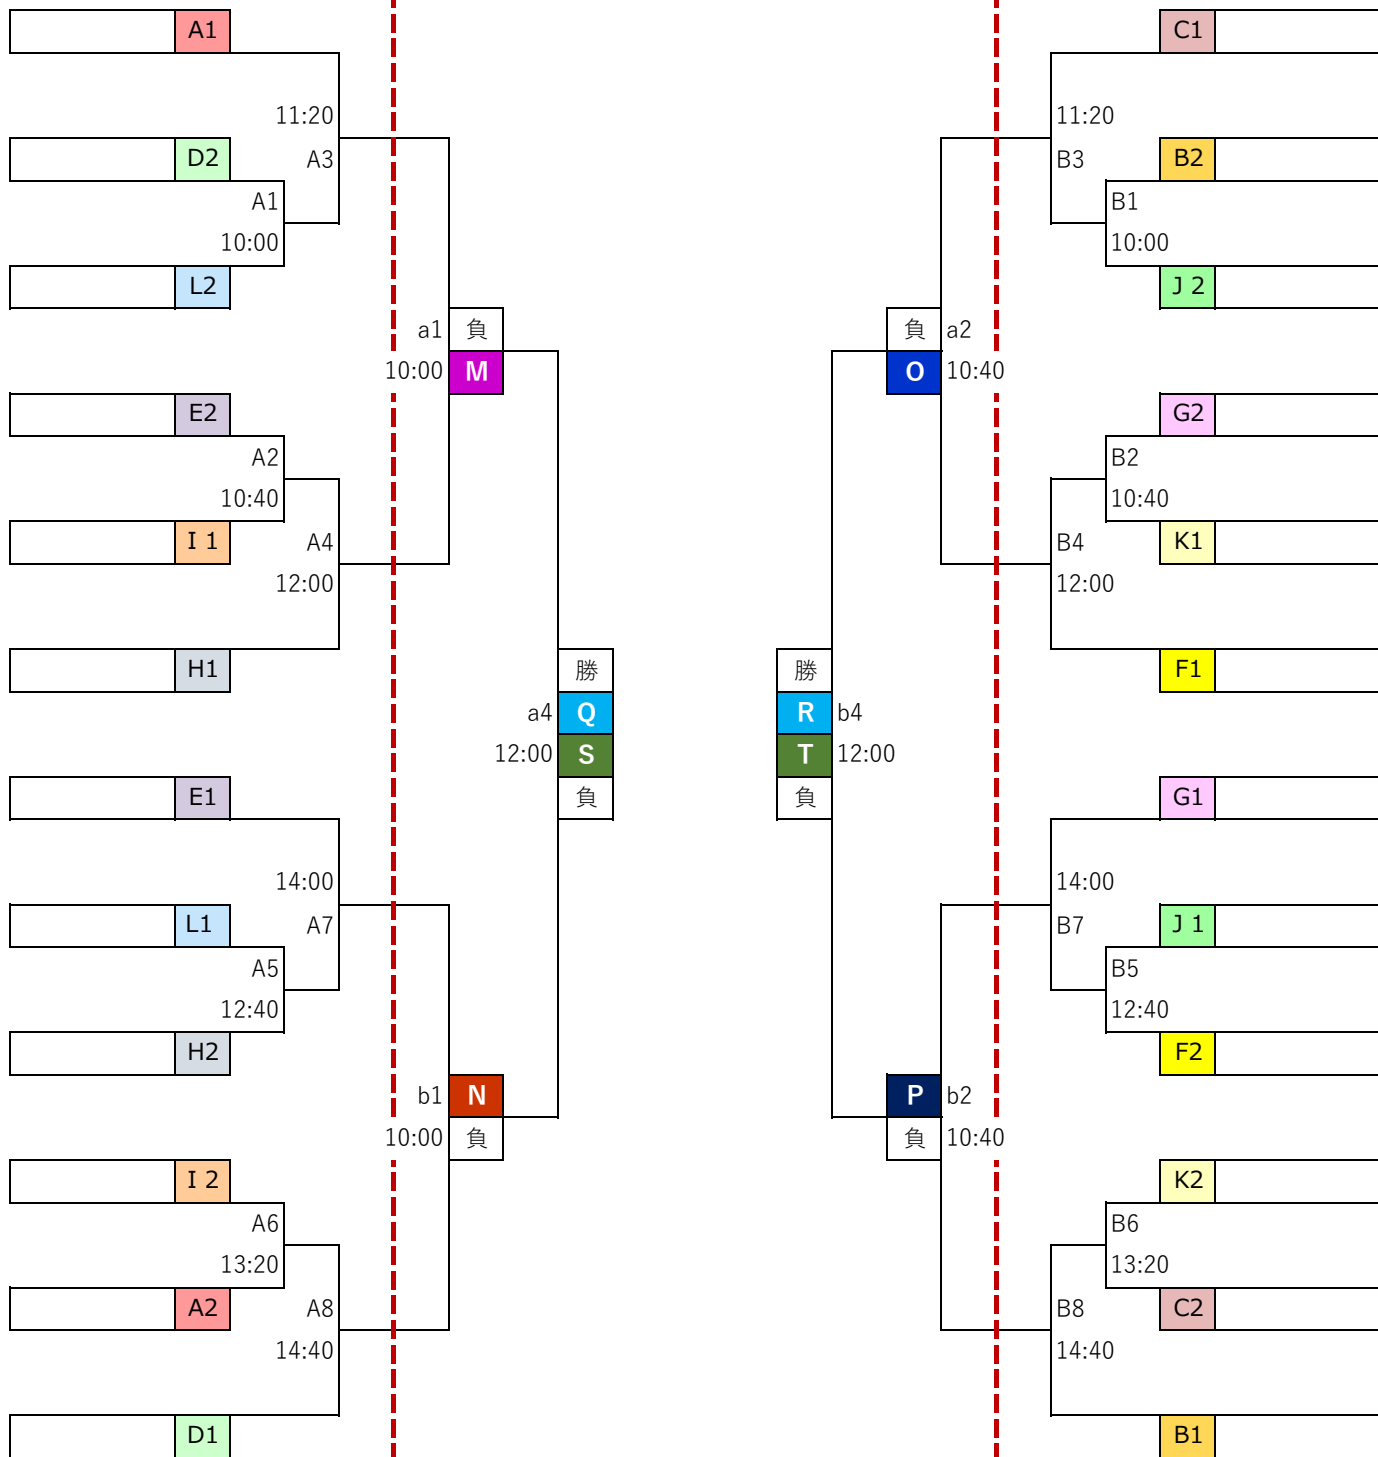 A1
C1
11:20
11:20
D2
A3
B3
B2
A1
B1
10:00
10:00
L2
J 2
a1
負
負
a2
10:00
M
O
10:40
E2
G2
A2
B2
10:40
10:40
I 1
A4
B4
K1
12:00
12:00
H1
勝
勝
F1
a4
Q
R
b4
12:00
S
T
12:00
E1
負
負
G1
14:00
14:00
L1
A7
B7
J 1
A5
B5
12:40
12:40
H2
F2
b1
N
P
b2
10:00
負
負
10:40
I 2
K2
A6
B6
13:20
13:20
A2
A8
B8
C2
14:40
14:40
D1
B1